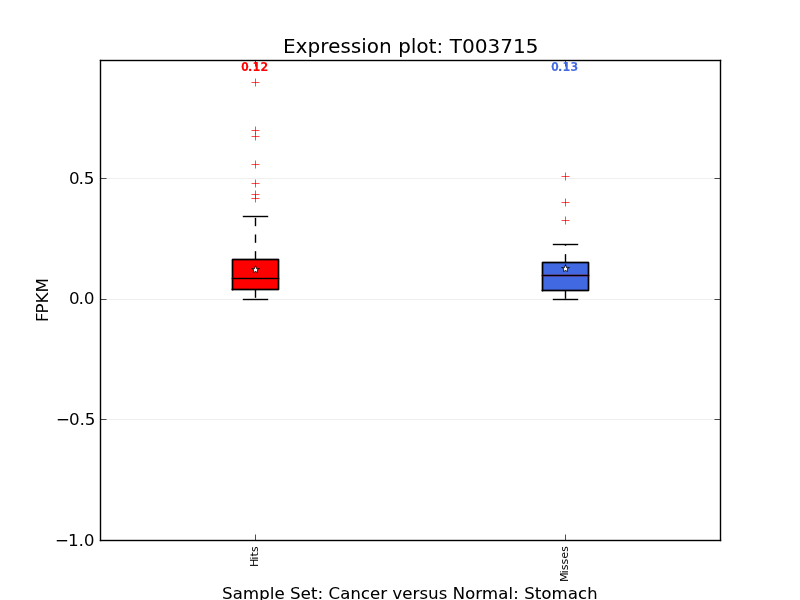 Expression plot: T003715
0.12
0.13
0.5
0.0
−0.5
−1.0
FPKM
Hits
Misses
Sample Set: Cancer versus Normal: Stomach